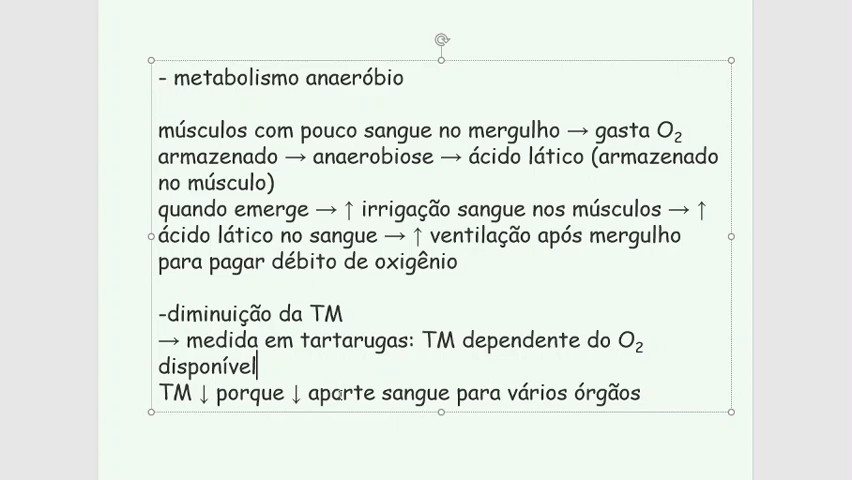 - metabolismo anaeróbio
músculos com pouco sangue no mergulho → gasta O₂
armazenado → anaerobiose → ácido lático (armazenado
no músculo)
quando emerge → ↑ irrigação sangue nos músculos → ↑
ácido lático no sangue → ↑ ventilação após mergulho
para pagar débito de oxigênio
-diminuição da TM
→ medida em tartarugas: TM dependente do O₂
disponível
TM ↓ porque ↓ aporte sangue para vários órgãos